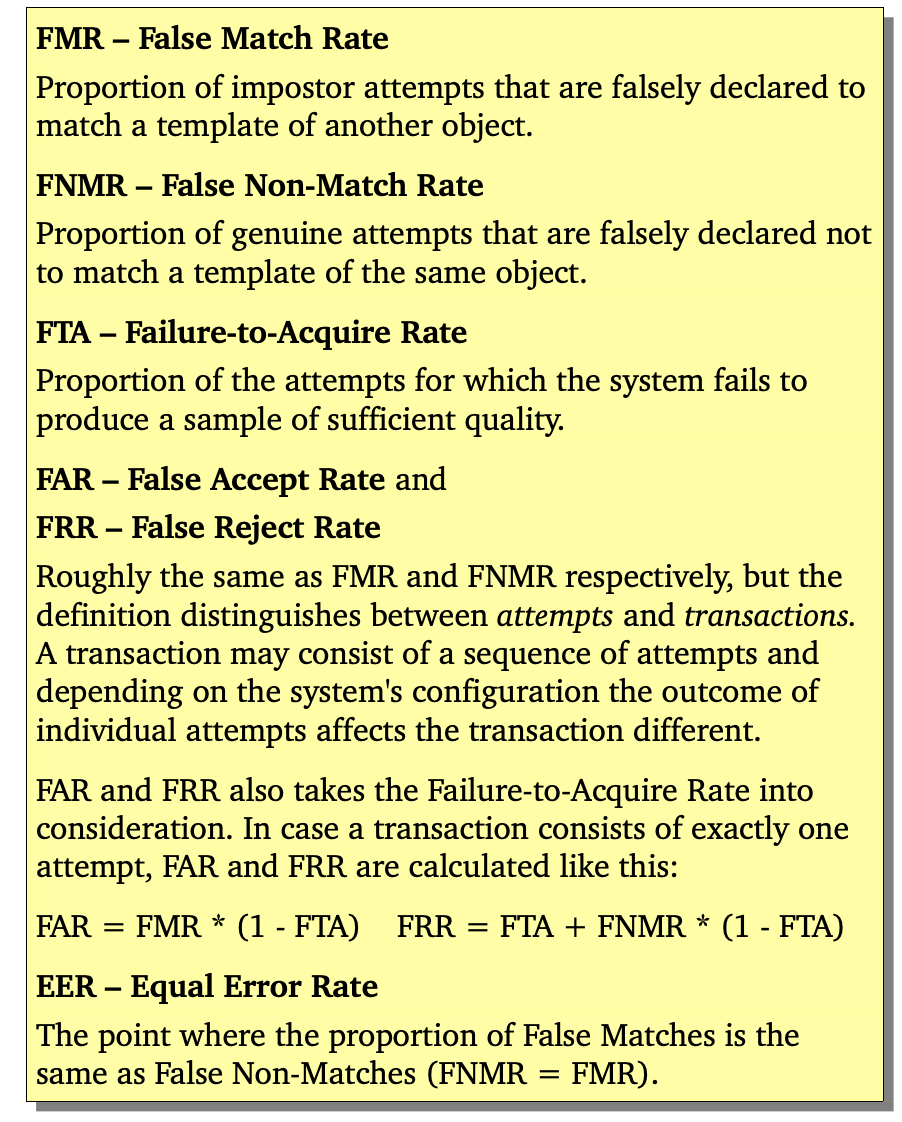 FMR – False Match Rate
Proportion of impostor attempts that are falsely declared to
match a template of another object.
FNMR – False Non-Match Rate
Proportion of genuine attempts that are falsely declared not
to match a template of the same object.
FTA – Failure-to-Acquire Rate
Proportion of the attempts for which the system fails to
produce a sample of sufficient quality.
FAR – False Accept Rate and
FRR – False Reject Rate
Roughly the same as FMR and FNMR respectively, but the
definition distinguishes between attempts and transactions.
A transaction may consist of a sequence of attempts and
depending on the system's configuration the outcome of
individual attempts affects the transaction different.
FAR and FRR also takes the Failure-to-Acquire Rate into
consideration. In case a transaction consists of exactly one
attempt, FAR and FRR are calculated like this:
FAR = FMR * (1 - FTA) FRR = FTA + FNMR * (1 - FTA)
EER – Equal Error Rate
The point where the proportion of False Matches is the
same as False Non-Matches (FNMR = FMR).